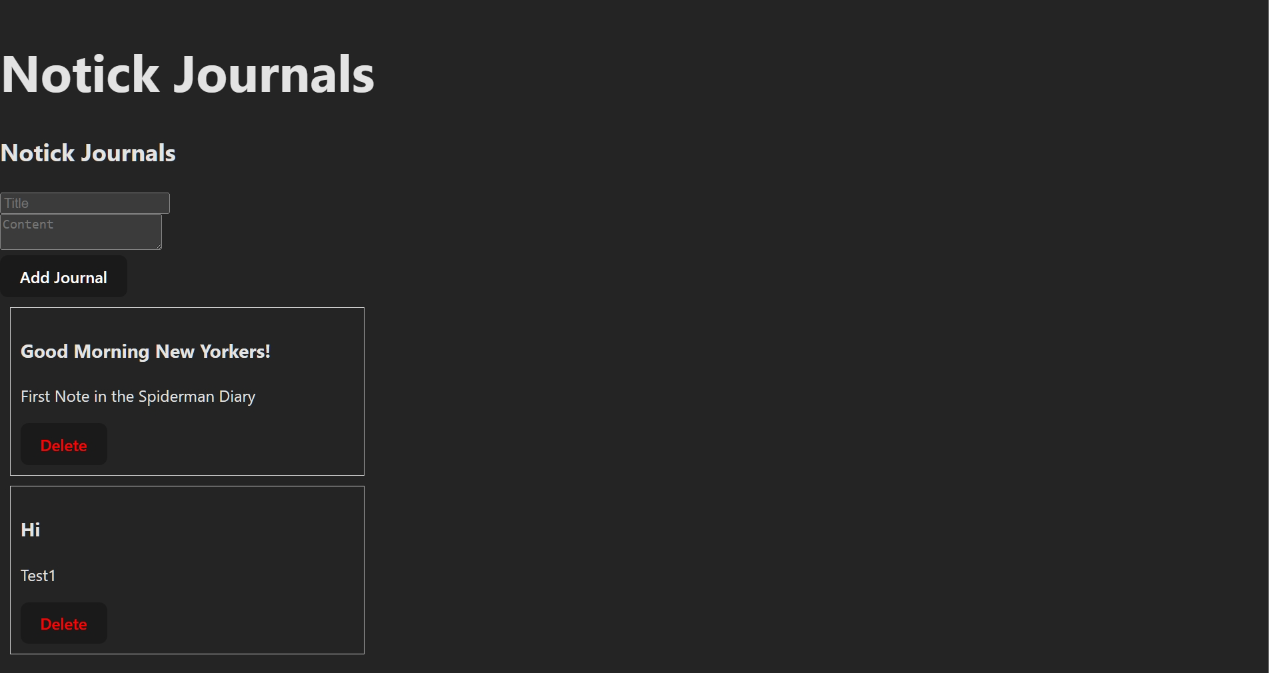 Notick Journals
Notick Journals
Title
Content
Add Journal
Good Morning New Yorkers!
First Note in the Spiderman Diary
Delete
Hi
Test1
Delete